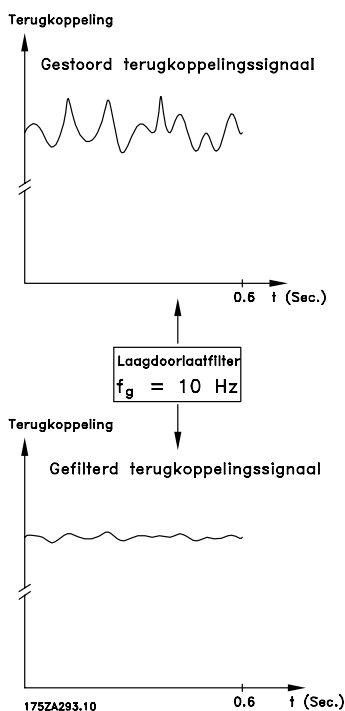 Terugkoppeling
Gestoord terugkoppelingssignaal
0.6 t (Sec.)
Laagdoorlaatfilter
fg = 10 Hz
Terugkoppeling
Gefilterd terugkoppelingssignaal
0.6 t (Sec.)
175ZA293.10